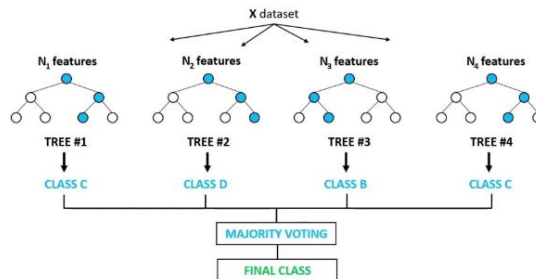 X dataset
N₁ features
N₂ features
N₃ features
N₄ features
TREE #1
TREE #2
TREE #3
TREE #4
CLASS C
CLASS D
CLASS B
CLASS C
MAJORITY VOTING
FINAL CLASS